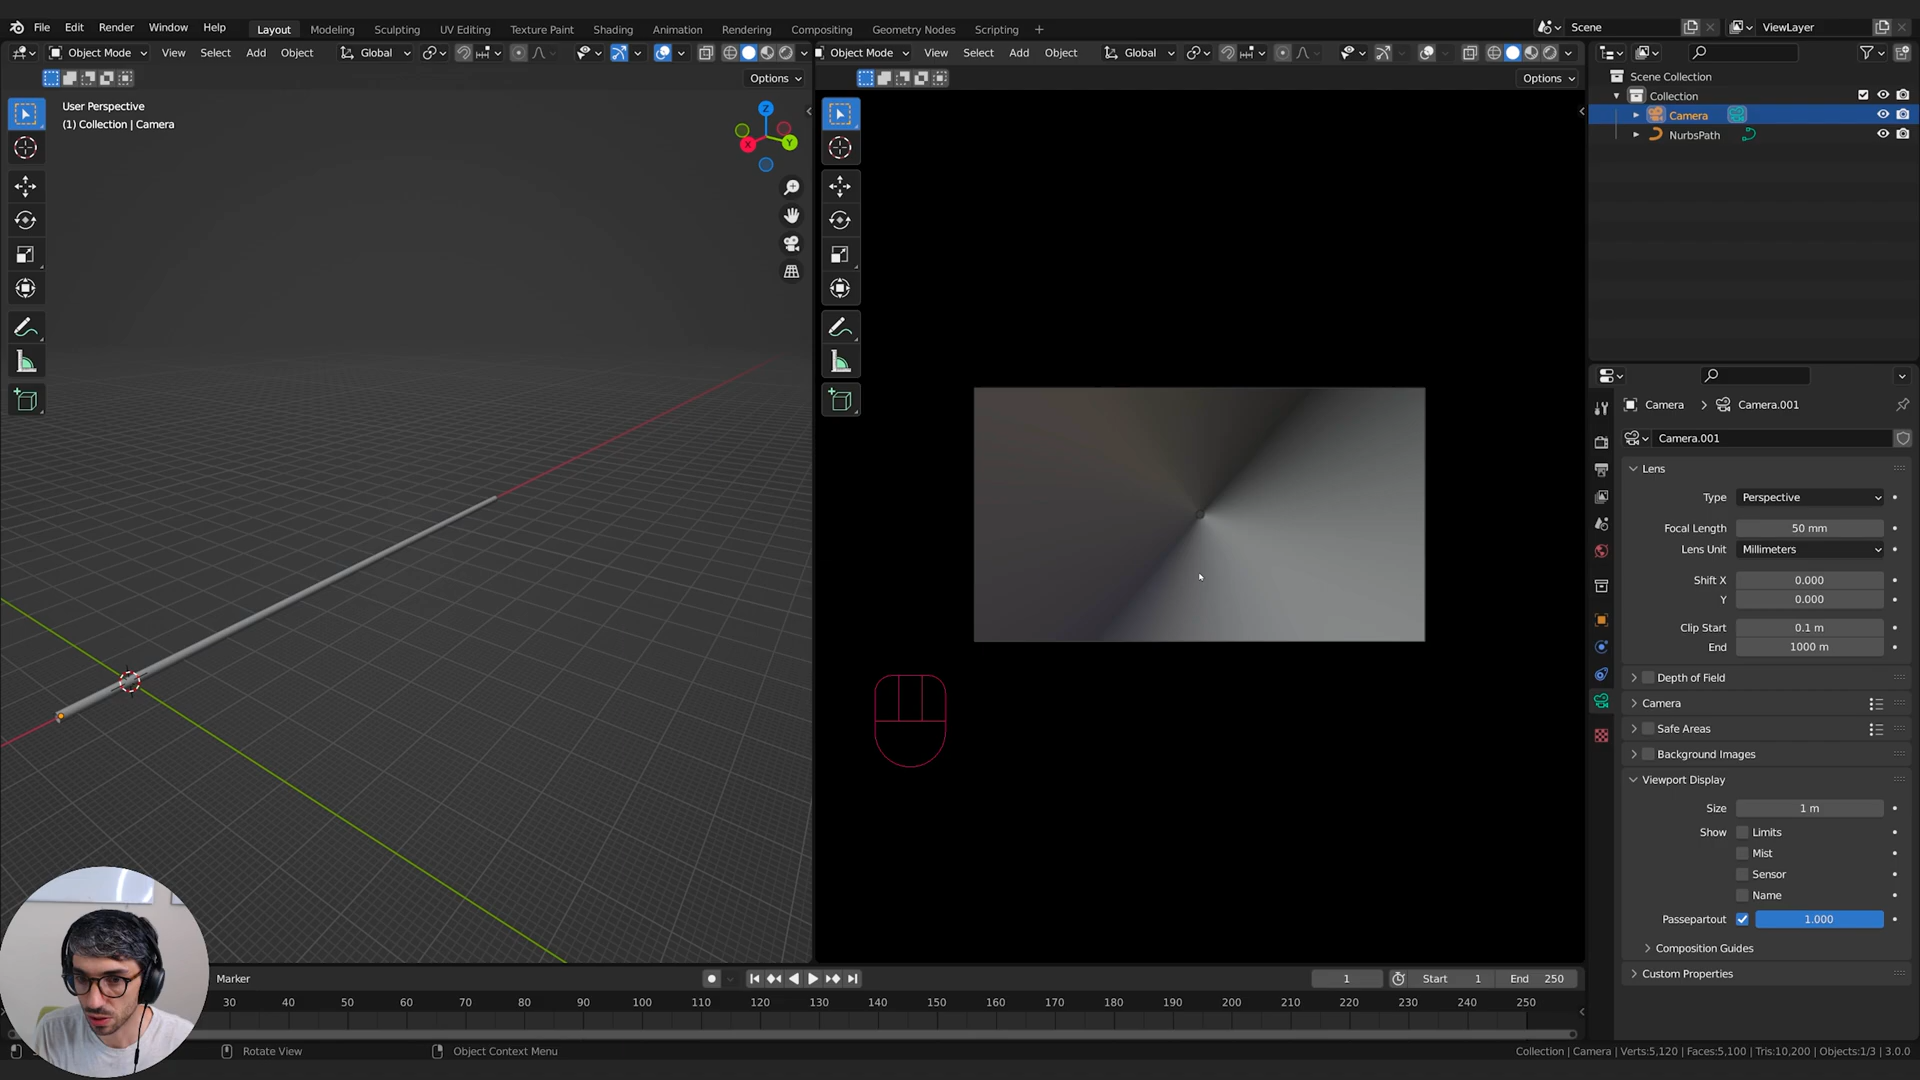 File Edit Render Window Help Layout Modeling Sculpting UV Editing Texture Paint Shading Animation Rendering Compositing Geometry Nodes Scripting + Scene ViewLayer
Object Mode View Select Add Object Global Object Mode View Select Add Object Global
Options Options
User Perspective
(1) Collection | Camera
Z
X Y
Scene Collection
Collection
Camera
NurbsPath
Camera > Camera.001
Camera.001
Lens
Type Perspective
Focal Length 50 mm
Lens Unit Millimeters
Shift X 0.000
Y 0.000
Clip Start 0.1 m
End 1000 m
Depth of Field
Camera
Safe Areas
Background Images
Viewport Display
Size 1 m
Show Limits
Mist
Sensor
Name
Passepartout 1.000
Composition Guides
Custom Properties
Marker 1 Start 1 End 250
30 40 50 60 70 80 90 100 110 120 130 140 150 160 170 180 190 200 210 220 230 240 250
Rotate View Object Context Menu Collection | Camera | Verts:5,120 | Faces:5,100 | Tris:10,200 | Objects:1/3 | 3.0.0